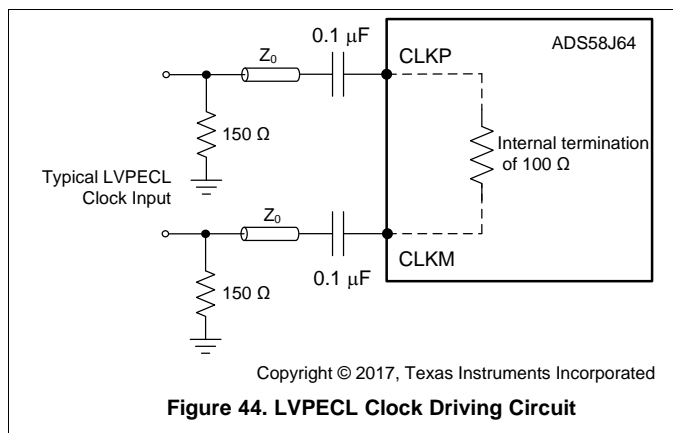 0.1 μF
ADS58J64
Z0
CLKP
150 Ω
Internal termination
of 100 Ω
Typical LVPECL
Clock Input
Z0
CLKM
0.1 μF
150 Ω
Copyright © 2017, Texas Instruments Incorporated
Figure 44. LVPECL Clock Driving Circuit